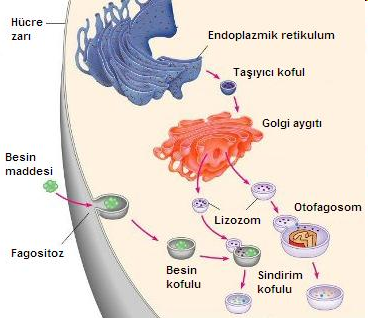 Hücre
zarı
Endoplazmik retikulum
Taşıyıcı koful
Golgi aygıtı
Besin
maddesi
Lizozom
Otofagosom
Fagositoz
Besin
kofulu
Sindirim
kofulu